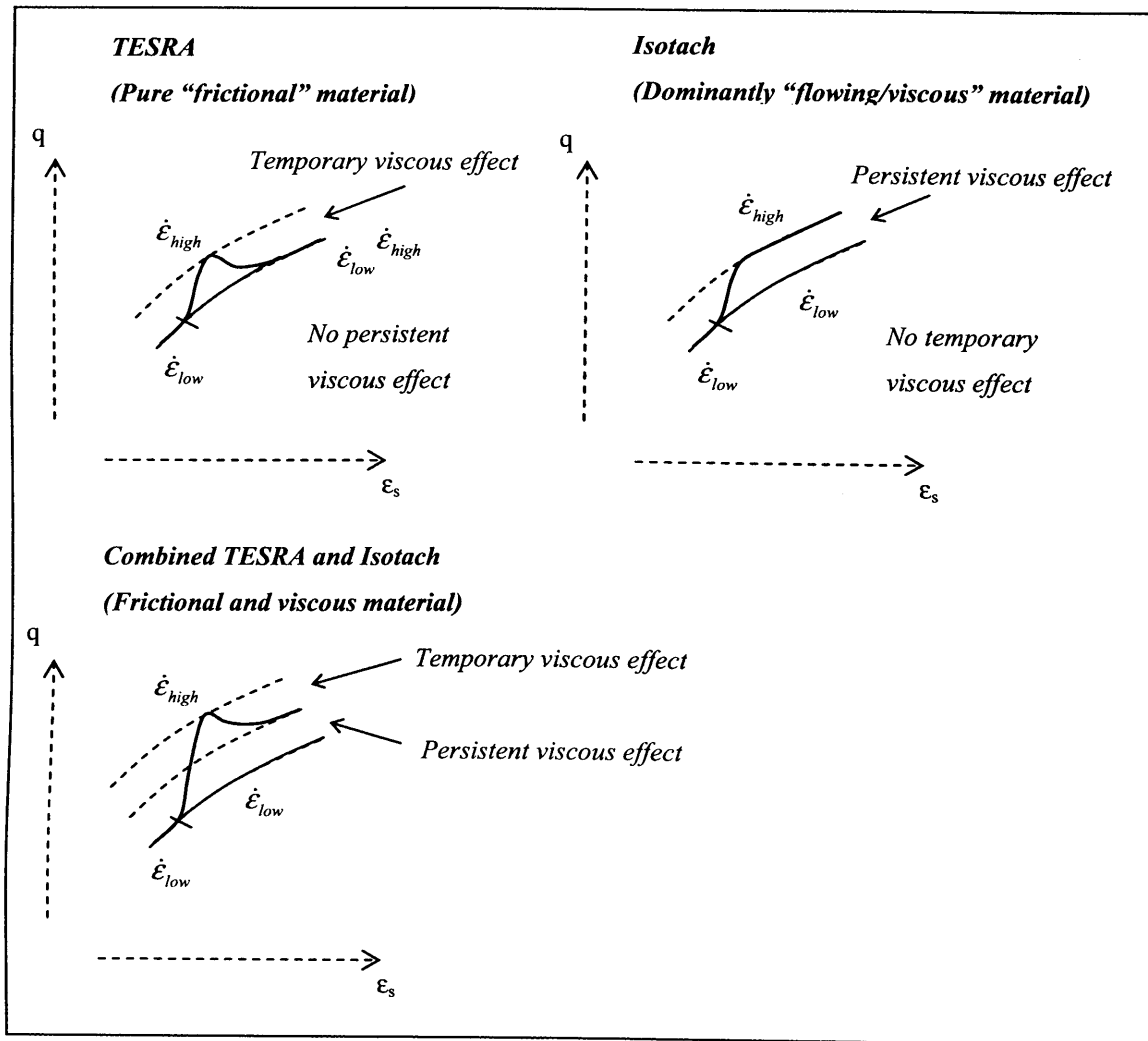 TESRA
(Pure "frictional" material)
q
Temporary viscous effect
ε̇high
ε̇low ε̇high
No persistent
viscous effect
ε̇low
εs
Isotach
(Dominantly "flowing/viscous" material)
q
Persistent viscous effect
ε̇high
ε̇low
No temporary
viscous effect
ε̇low
εs
Combined TESRA and Isotach
(Frictional and viscous material)
q
Temporary viscous effect
ε̇high
Persistent viscous effect
ε̇low
ε̇low
εs